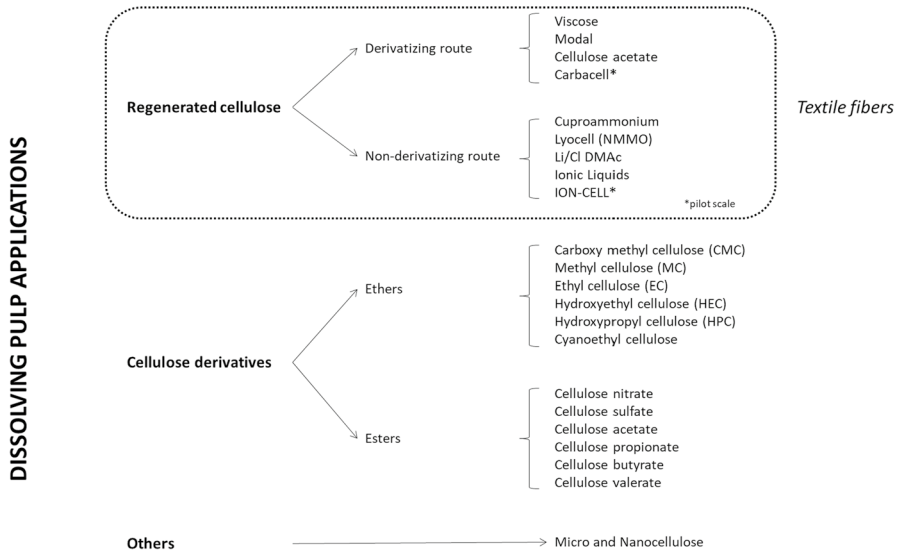 DISSOLVING PULP APPLICATIONS
Regenerated cellulose
Derivatizing route
Viscose
Modal
Cellulose acetate
Carbacell*
Non-derivatizing route
Cuproammonium
Lyocell (NMMO)
Li/Cl DMAc
Ionic Liquids
ION-CELL*
*pilot scale
Textile fibers
Cellulose derivatives
Ethers
Carboxy methyl cellulose (CMC)
Methyl cellulose (MC)
Ethyl cellulose (EC)
Hydroxyethyl cellulose (HEC)
Hydroxypropyl cellulose (HPC)
Cyanoethyl cellulose
Esters
Cellulose nitrate
Cellulose sulfate
Cellulose acetate
Cellulose propionate
Cellulose butyrate
Cellulose valerate
Others
Micro and Nanocellulose